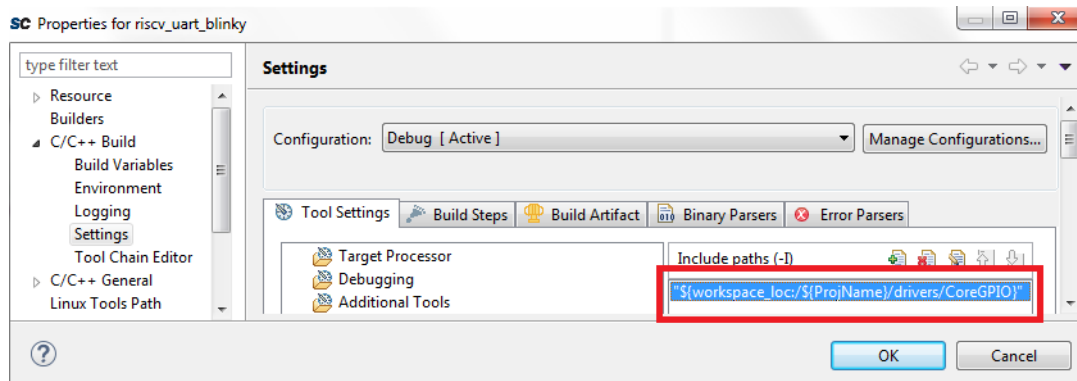 SC Properties for riscv_uart_blinky
type filter text
Settings
Resource
Builders
C/C++ Build
Build Variables
Environment
Logging
Settings
Tool Chain Editor
C/C++ General
Linux Tools Path
Configuration:
Debug [ Active ]
Manage Configurations...
Tool Settings
Build Steps
Build Artifact
Binary Parsers
Error Parsers
Target Processor
Debugging
Additional Tools
Include paths (-I)
"${workspace_loc:/${ProjName}/drivers/CoreGPIO}"
OK
Cancel